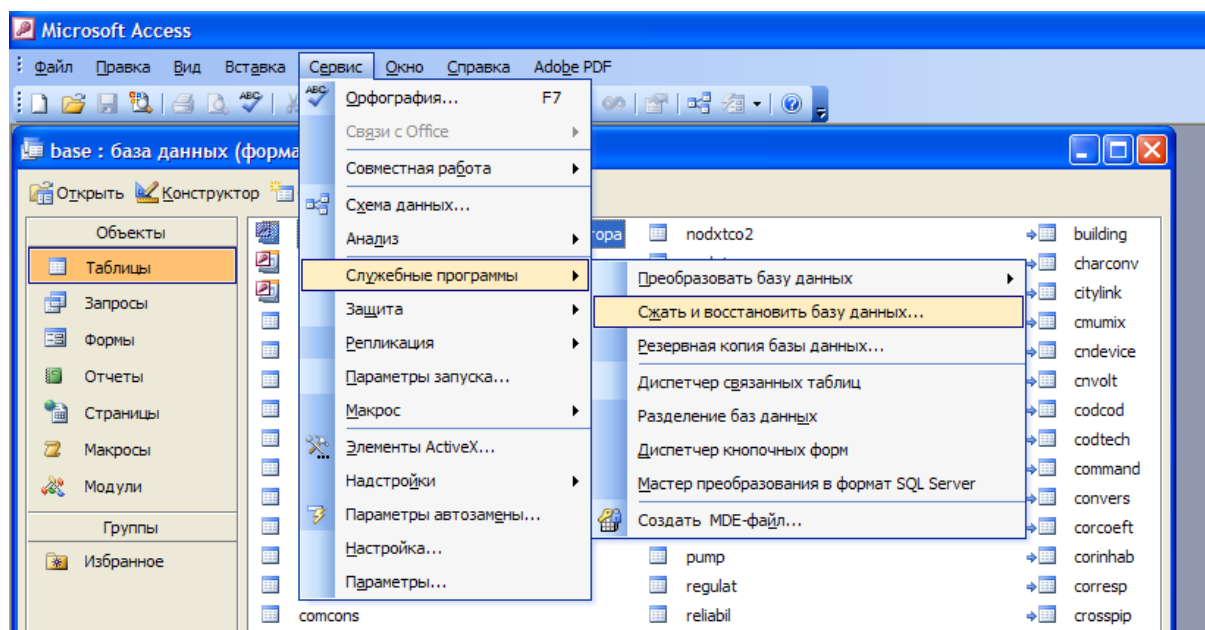 Microsoft Access
Файл Правка Вид Вставка Сервис Окно Справка Adobe PDF
base : база данных (форма
Открыть Конструктор
Объекты
Таблицы
Запросы
Формы
Отчеты
Страницы
Макросы
Модули
Группы
Избранное
Орфография... F7
Связи с Office
Совместная работа
Схема данных...
Анализ
Служебные программы
Защита
Репликация
Параметры запуска...
Макрос
Элементы ActiveX...
Надстройки
Параметры автозамены...
Настройка...
Параметры...
comcons
Преобразовать базу данных
Сжать и восстановить базу данных...
Резервная копия базы данных...
Диспетчер связанных таблиц
Разделение баз данных
Диспетчер кнопочных форм
Мастер преобразования в формат SQL Server
Создать MDE-файл...
тора
nodxtco2
pump
regulat
reliabil
building
charconv
citylink
cmumix
cndevice
cnvolt
codcod
codtech
command
convers
corcoeft
corinhab
corresp
crosspip